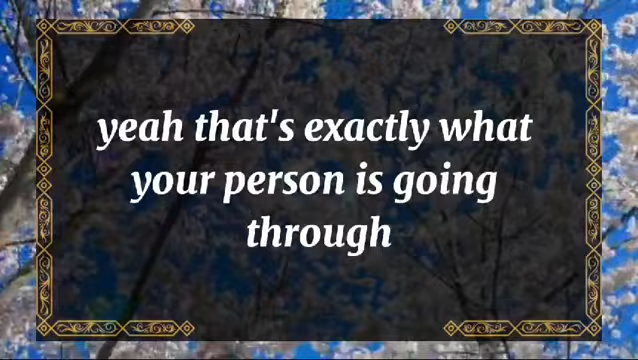 yeah that's exactly what
your person is going
through